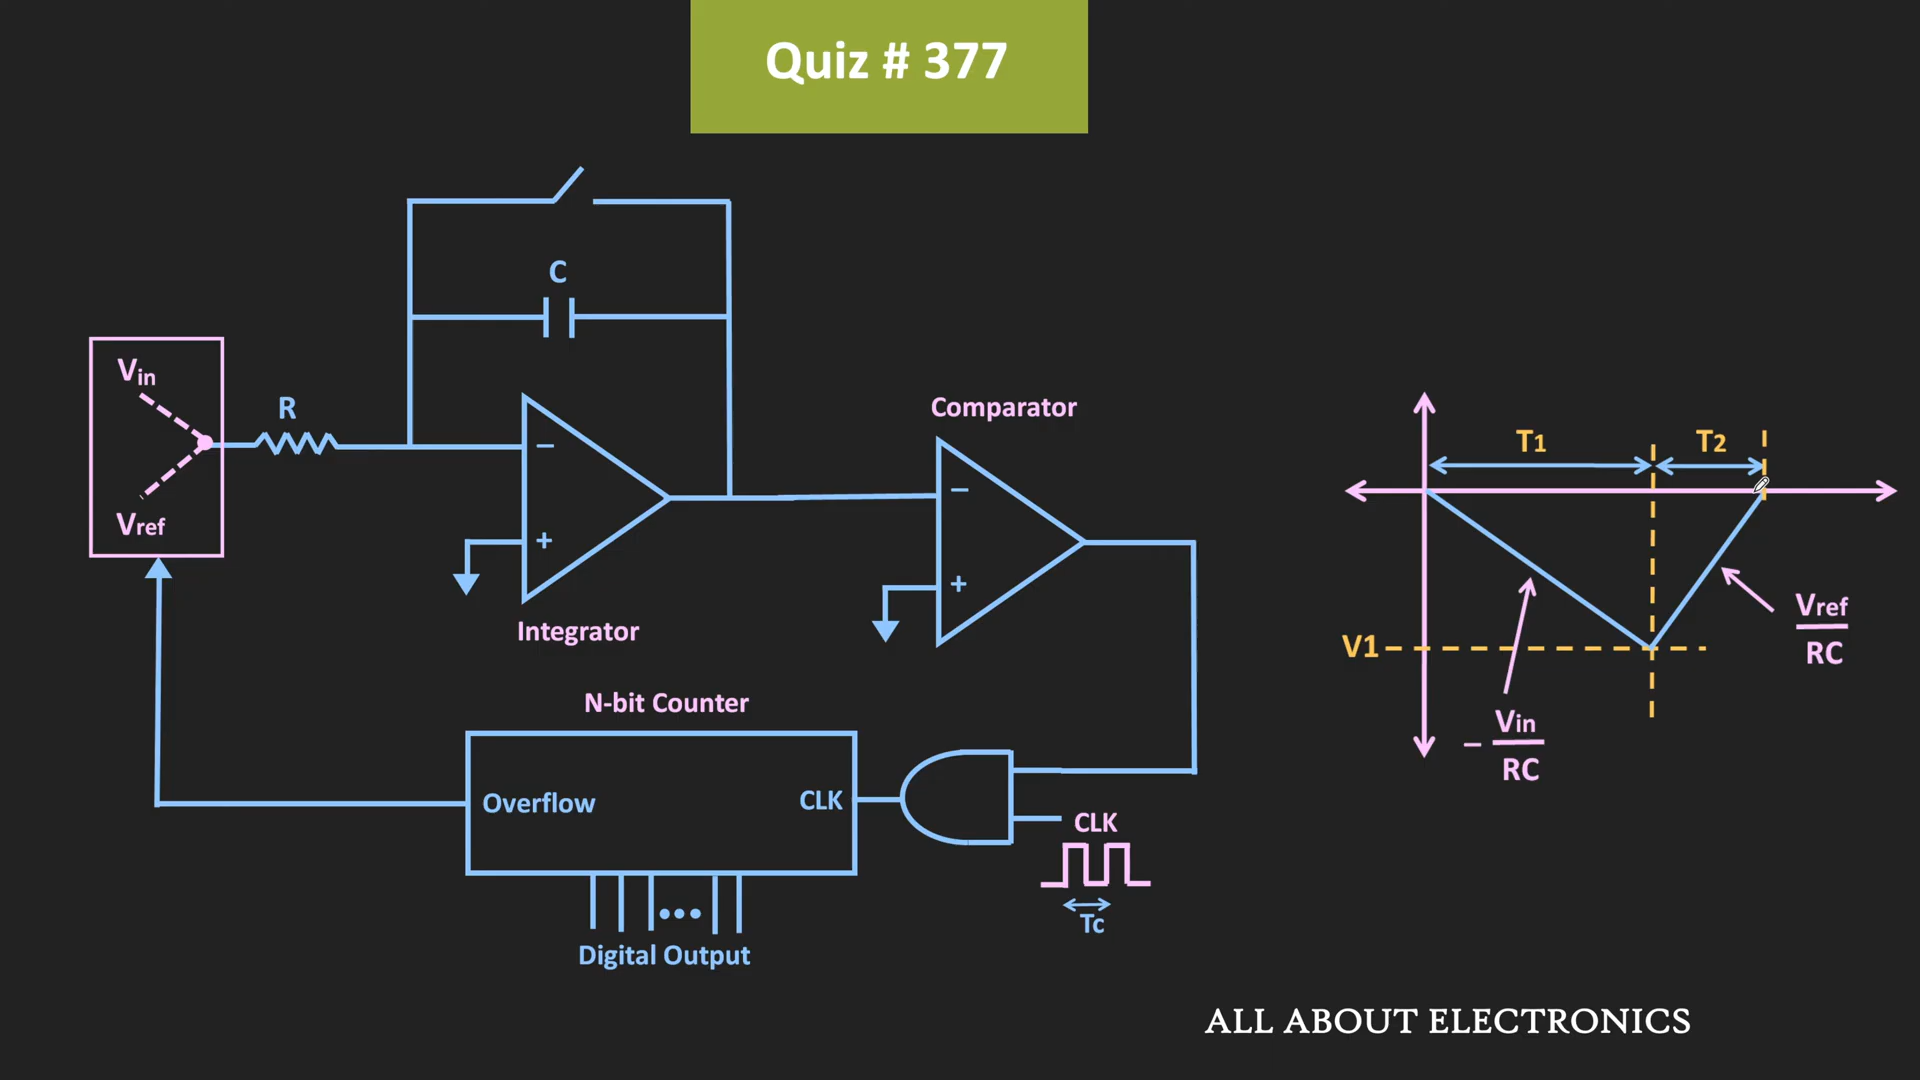 Quiz # 377
C
Vin
R
Vref
−
+
Integrator
Comparator
−
+
N-bit Counter
Overflow
CLK
CLK
Tc
Digital Output
T1
T2
V1
Vref
RC
− Vin
RC
ALL ABOUT ELECTRONICS